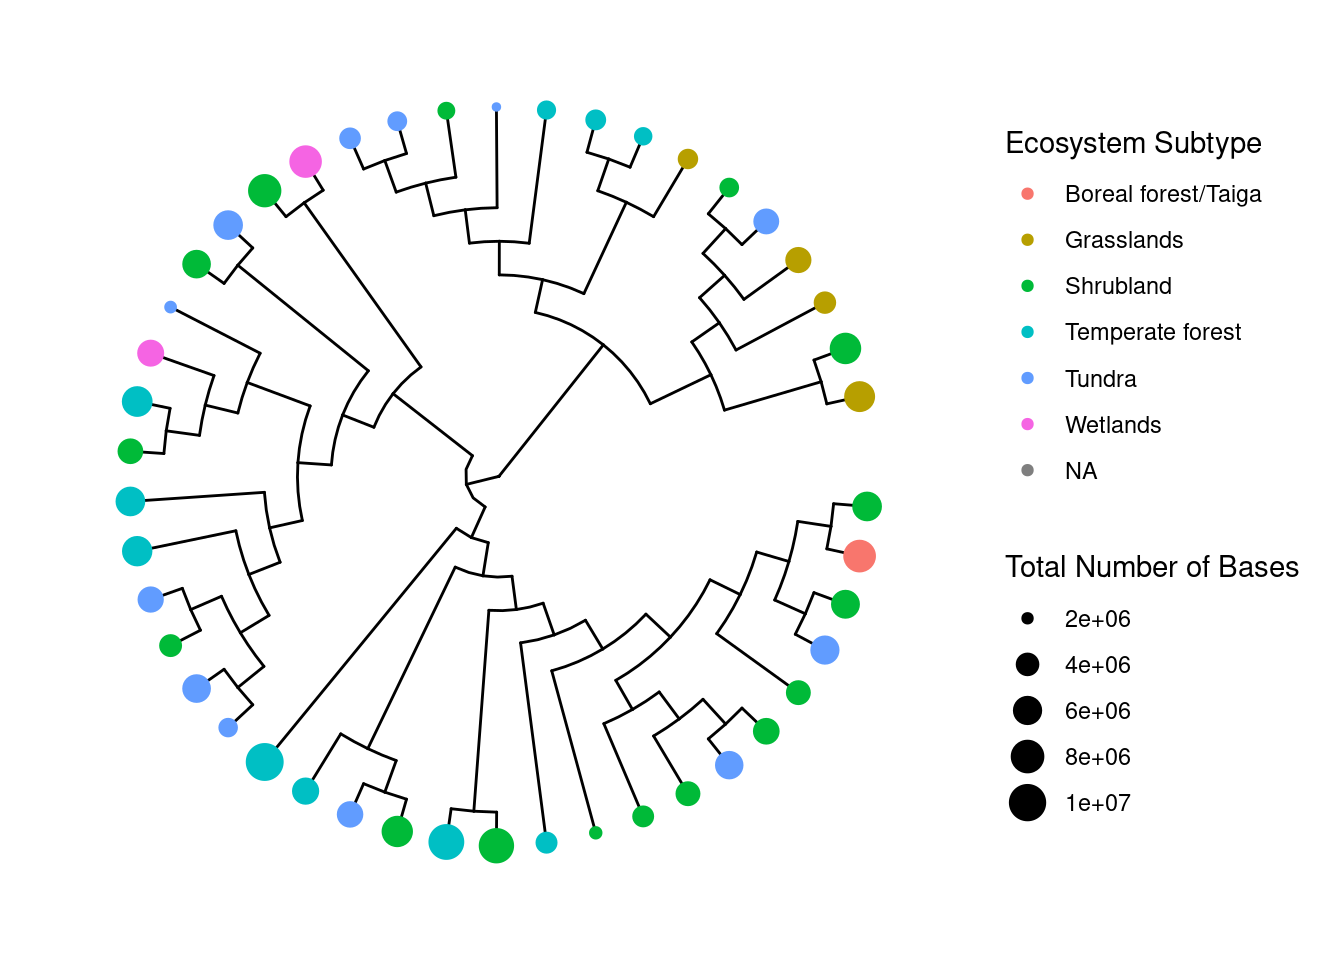 Ecosystem Subtype
Boreal forest/Taiga
Grasslands
Shrubland
Temperate forest
Tundra
Wetlands
NA
Total Number of Bases
2e+06
4e+06
6e+06
8e+06
1e+07